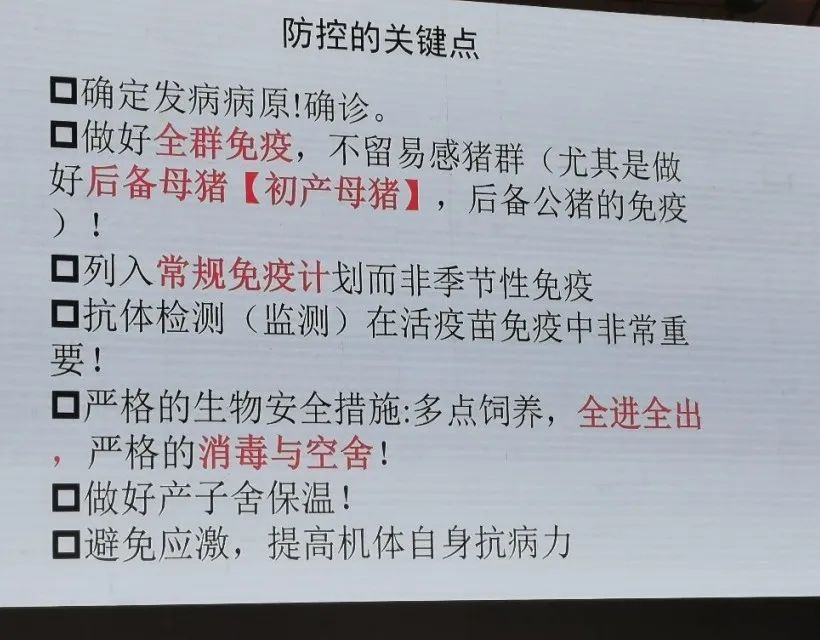 防控的关键点
确定发病病原!确诊。
做好全群免疫，不留易感猪群（尤其是做
好后备母猪【初产母猪】，后备公猪的免疫
）!
列入常规免疫计划而非季节性免疫
抗体检测（监测）在活疫苗免疫中非常重
要!
严格的生物安全措施:多点饲养，全进全出
，严格的消毒与空舍!
做好产子舍保温!
避免应激，提高机体自身抗病力